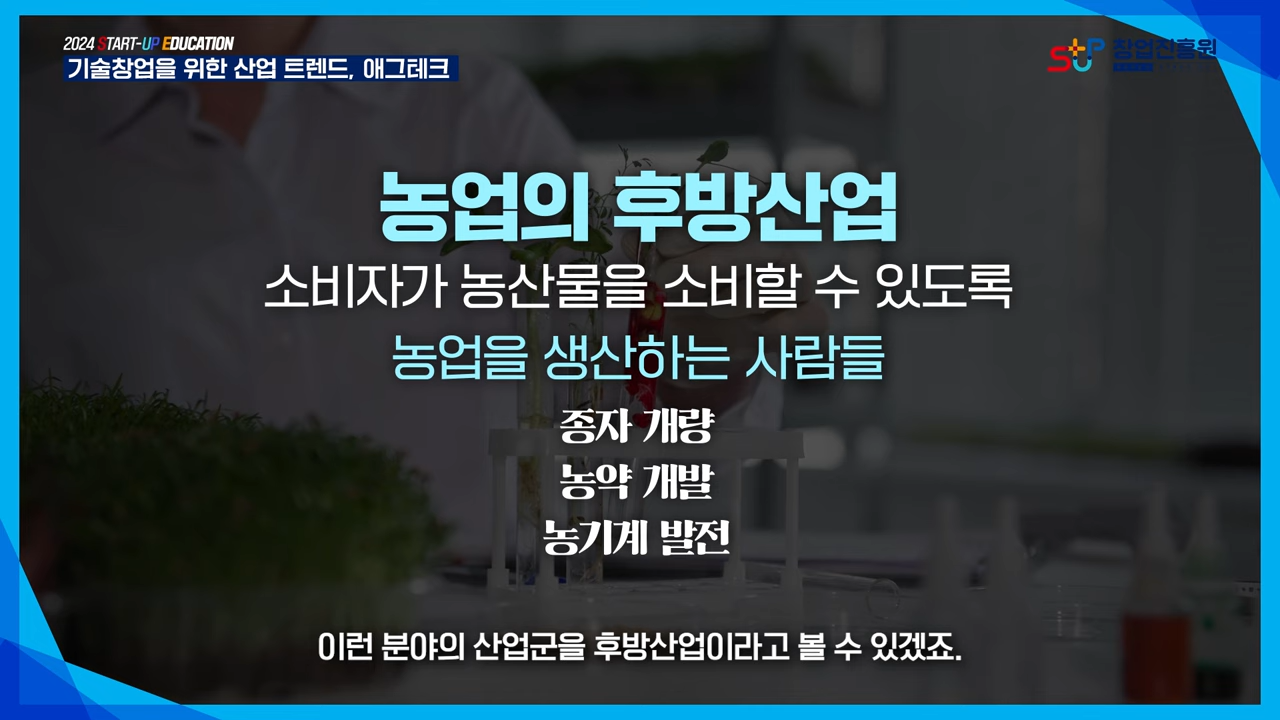 2024 START-UP EDUCATION
기술창업을 위한 산업 트렌드, 애그테크
창업진흥원
농업의 후방산업
소비자가 농산물을 소비할 수 있도록
농업을 생산하는 사람들
종자 개량
농약 개발
농기계 발전
이런 분야의 산업군을 후방산업이라고 볼 수 있겠죠.